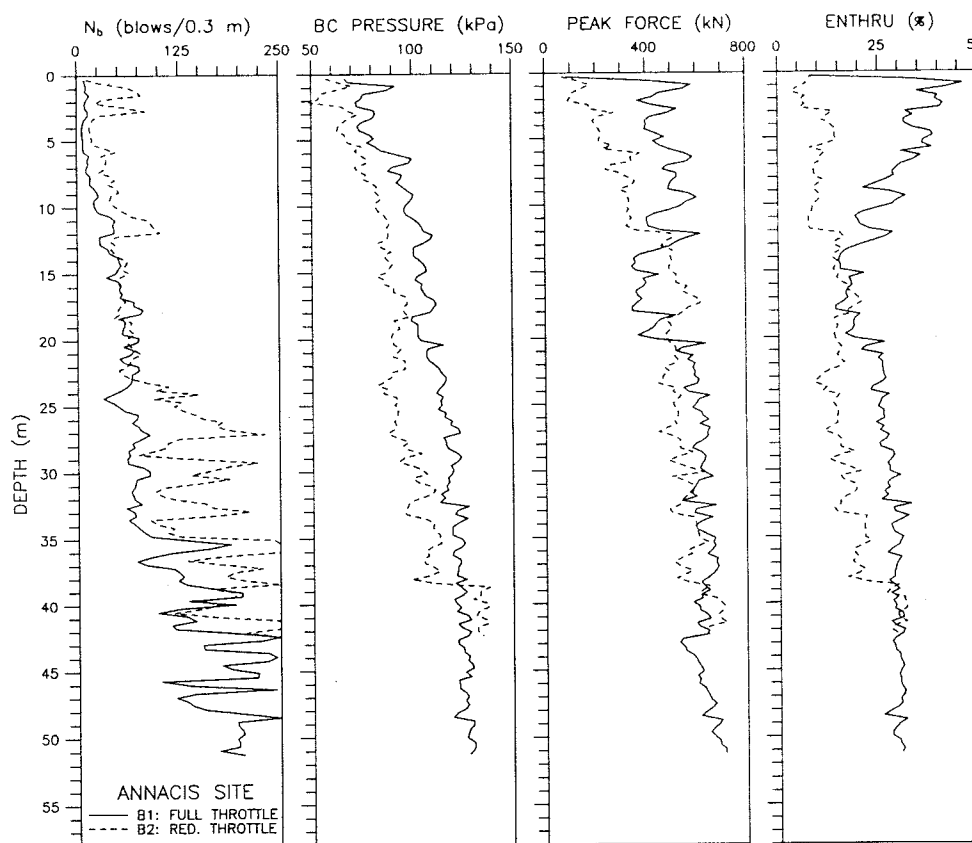 N_b (blows/0.3 m) BC PRESSURE (kPa) PEAK FORCE (kN) ENTHRU (%)
0 125 250 50 100 150 0 400 800 0 25 50
0
5
10
15
20
25
30
35
40
45
50
55
DEPTH (m)
ANNACIS SITE
B1: FULL THROTTLE
B2: RED. THROTTLE